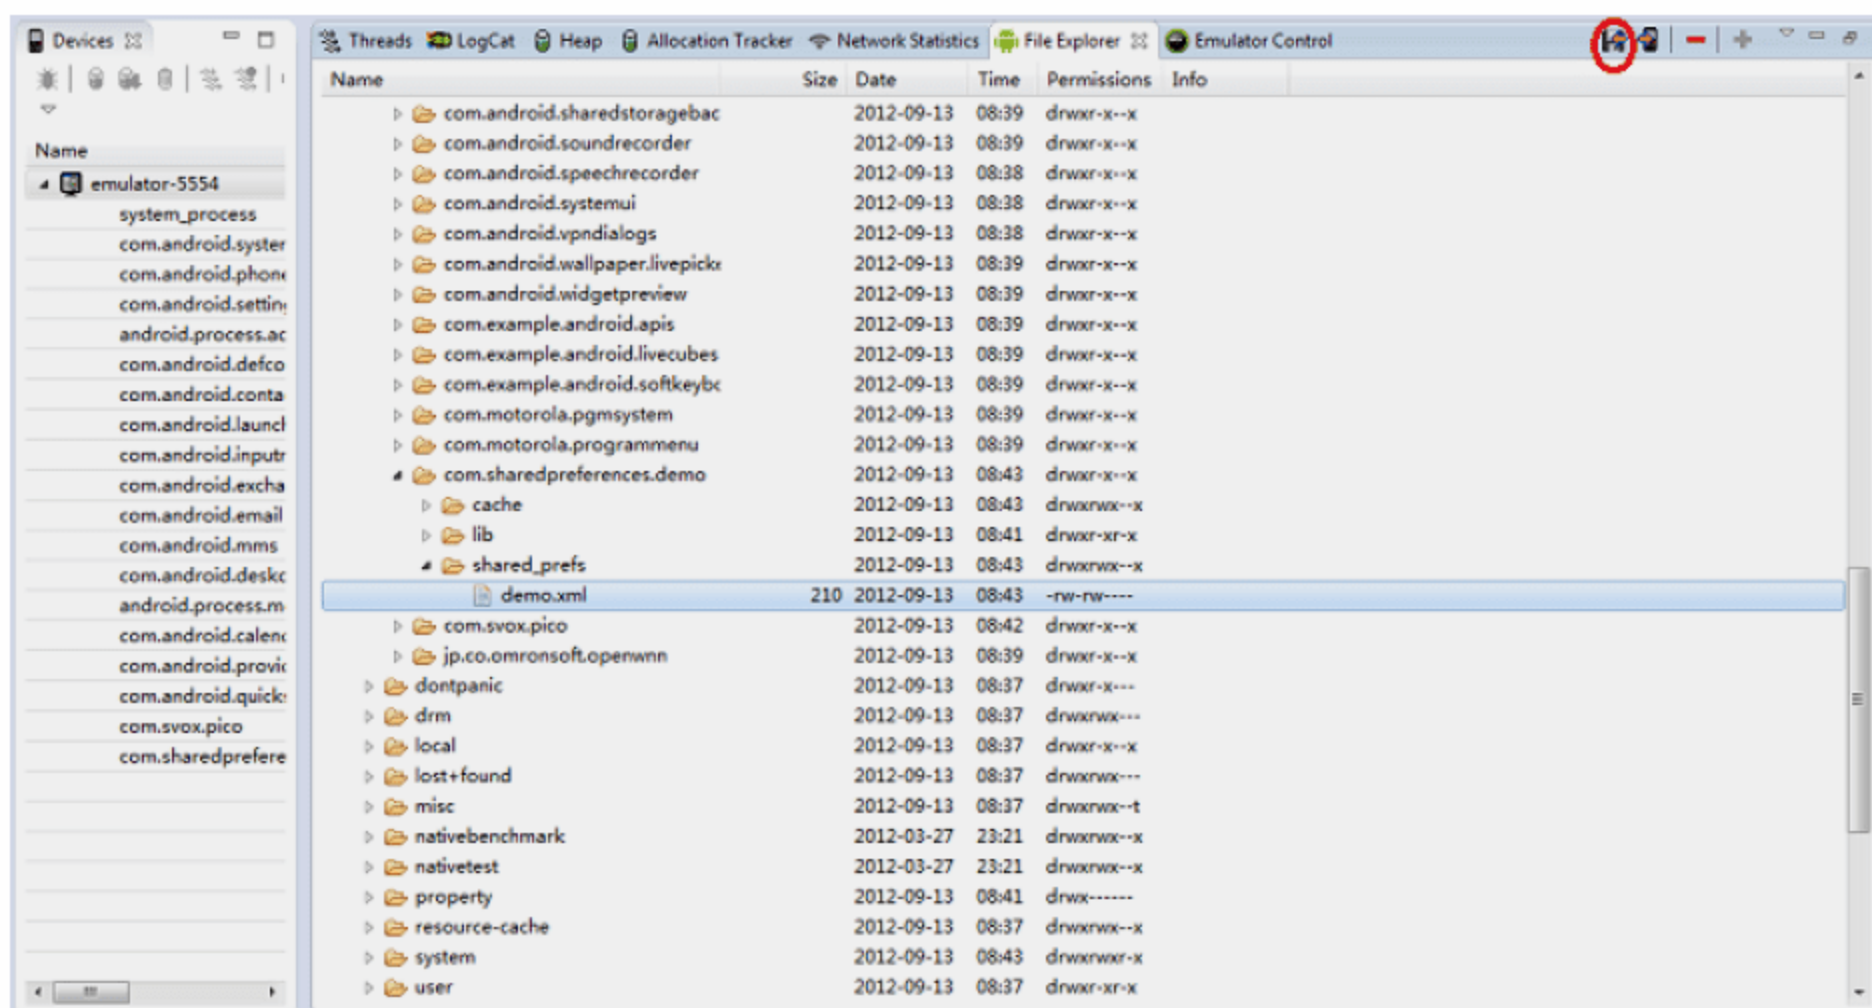 Devices
Name
emulator-5554
system_process
com.android.syster
com.android.phone
com.android.setting
android.process.ac
com.android.defco
com.android.conta
com.android.launch
com.android.inputr
com.android.excha
com.android.email
com.android.mms
com.android.deskc
android.process.m
com.android.calend
com.android.provic
com.android.quicks
com.svox.pico
com.sharedprefere
Threads LogCat Heap Allocation Tracker Network Statistics File Explorer Emulator Control
Name Size Date Time Permissions Info
com.android.sharedstoragebac 2012-09-13 08:39 drwxr-x--x
com.android.soundrecorder 2012-09-13 08:39 drwxr-x--x
com.android.speechrecorder 2012-09-13 08:38 drwxr-x--x
com.android.systemui 2012-09-13 08:38 drwxr-x--x
com.android.vpndialogs 2012-09-13 08:38 drwxr-x--x
com.android.wallpaper.livepicke 2012-09-13 08:39 drwxr-x--x
com.android.widgetpreview 2012-09-13 08:39 drwxr-x--x
com.example.android.apis 2012-09-13 08:39 drwxr-x--x
com.example.android.livecubes 2012-09-13 08:39 drwxr-x--x
com.example.android.softkeybc 2012-09-13 08:39 drwxr-x--x
com.motorola.pgmsystem 2012-09-13 08:39 drwxr-x--x
com.motorola.programmenu 2012-09-13 08:39 drwxr-x--x
com.sharedpreferences.demo 2012-09-13 08:43 drwxr-x--x
cache 2012-09-13 08:43 drwxrwx--x
lib 2012-09-13 08:41 drwxr-xr-x
shared_prefs 2012-09-13 08:43 drwxrwx--x
demo.xml 210 2012-09-13 08:43 -rw-rw----
com.svox.pico 2012-09-13 08:42 drwxr-x--x
jp.co.omronsoft.openwnn 2012-09-13 08:39 drwxr-x--x
dontpanic 2012-09-13 08:37 drwxr-x---
drm 2012-09-13 08:37 drwxrwx---
local 2012-09-13 08:37 drwxr-x--x
lost+found 2012-09-13 08:37 drwxrwx---
misc 2012-09-13 08:37 drwxrwx--t
nativebenchmark 2012-03-27 23:21 drwxrwx--x
nativetest 2012-03-27 23:21 drwxrwx--x
property 2012-09-13 08:41 drwx------
resource-cache 2012-09-13 08:37 drwxrwx--x
system 2012-09-13 08:43 drwxrwxr-x
user 2012-09-13 08:37 drwxr-xr-x